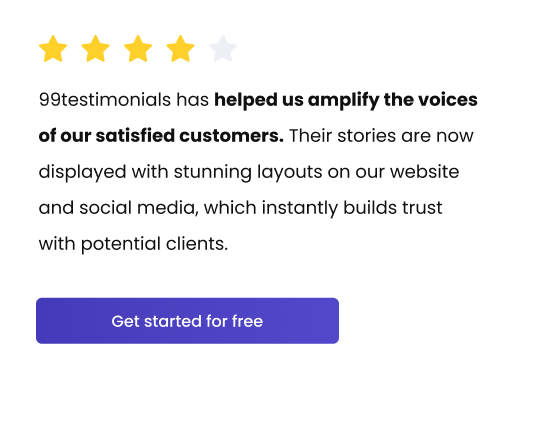 99testimonials has helped us amplify the voices
of our satisfied customers. Their stories are now
displayed with stunning layouts on our website
and social media, which instantly builds trust
with potential clients.
Get started for free